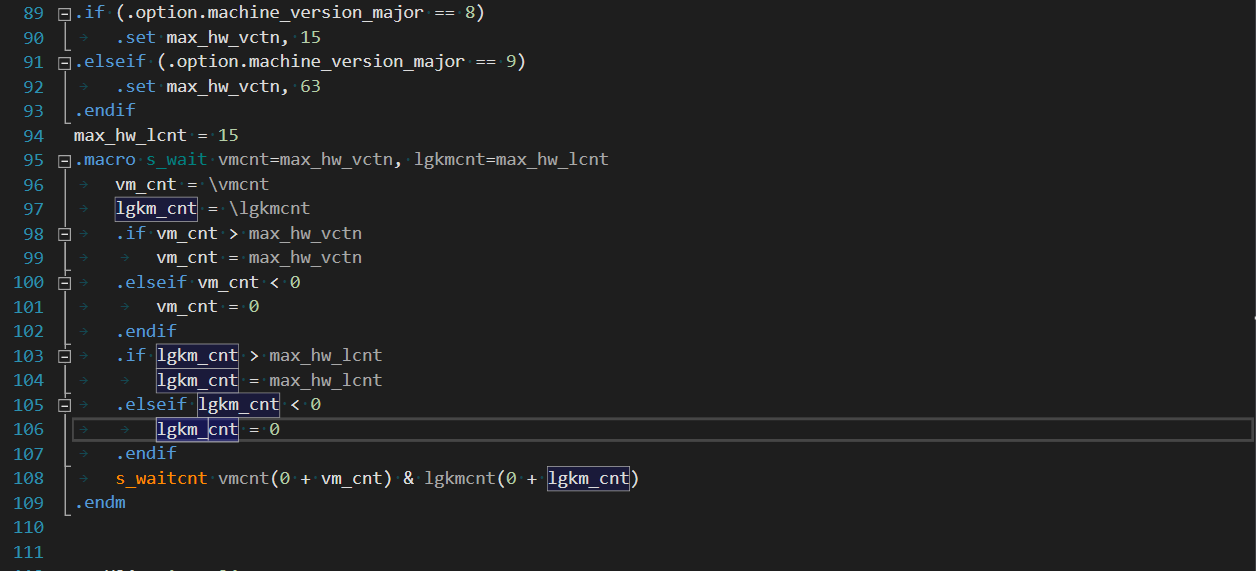 89 .if (.option.machine_version_major == 8)
90 .set max_hw_vctn, 15
91 .elseif (.option.machine_version_major == 9)
92 .set max_hw_vctn, 63
93 .endif
94 max_hw_lcnt = 15
95 .macro s_wait vmcnt=max_hw_vctn, lgkmcnt=max_hw_lcnt
96 vm_cnt = \vmcnt
97 lgkm_cnt = \lgkmcnt
98 .if vm_cnt > max_hw_vctn
99 vm_cnt = max_hw_vctn
100 .elseif vm_cnt < 0
101 vm_cnt = 0
102 .endif
103 .if lgkm_cnt > max_hw_lcnt
104 lgkm_cnt = max_hw_lcnt
105 .elseif lgkm_cnt < 0
106 lgkm_cnt = 0
107 .endif
108 s_waitcnt vmcnt(0 + vm_cnt) & lgkmcnt(0 + lgkm_cnt)
109 .endm
110
111